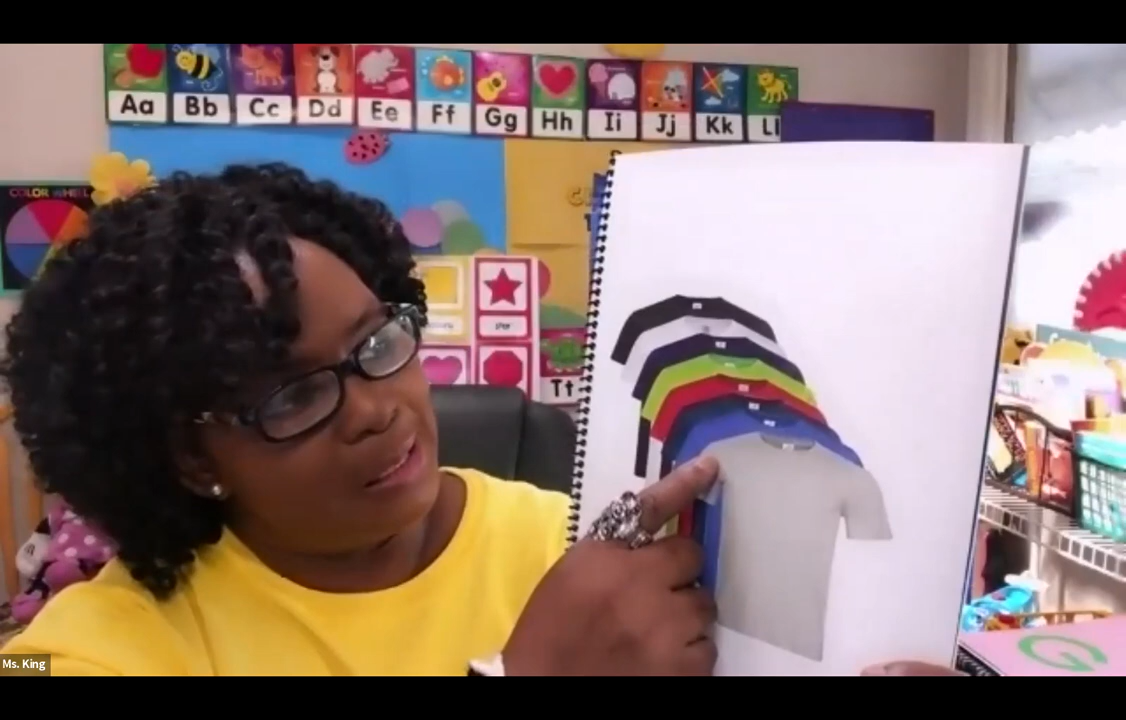 Aa Bb Cc Dd Ee Ff Gg Hh Ii Jj Kk Ll
COLOR WHEEL
star
Tt
G
Ms. King